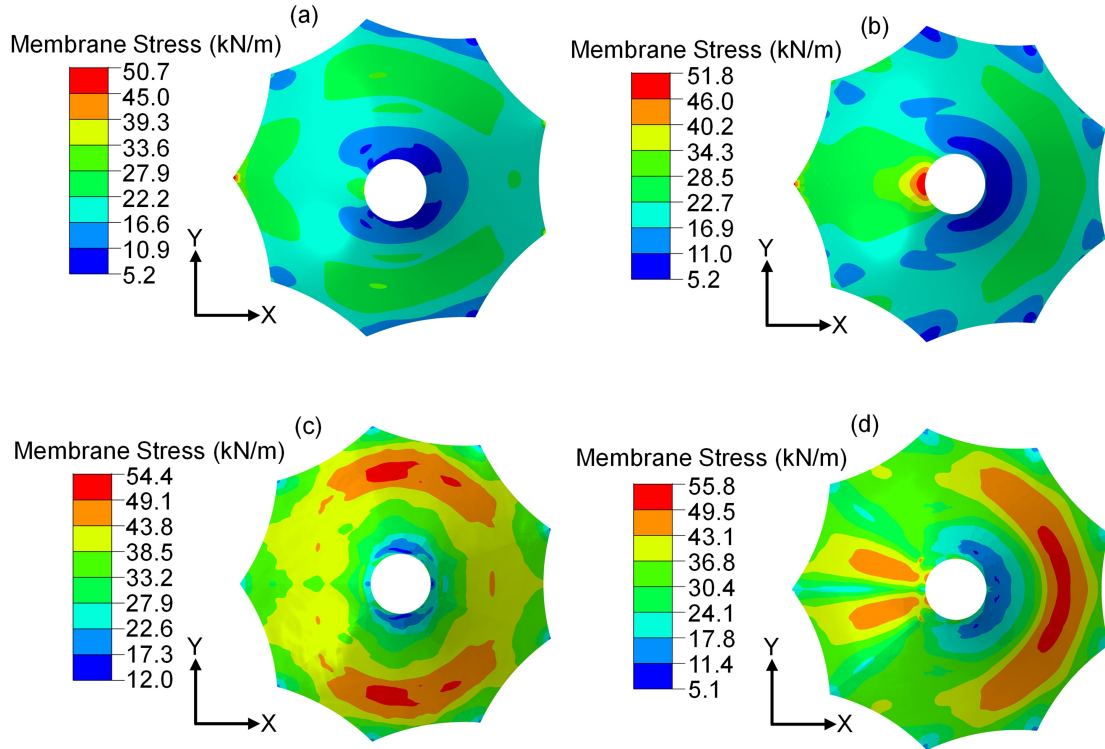 (a)
Membrane Stress (kN/m)
50.7
45.0
39.3
33.6
27.9
22.2
16.6
10.9
5.2
Y
X
(b)
Membrane Stress (kN/m)
51.8
46.0
40.2
34.3
28.5
22.7
16.9
11.0
5.2
Y
X
(c)
Membrane Stress (kN/m)
54.4
49.1
43.8
38.5
33.2
27.9
22.6
17.3
12.0
Y
X
(d)
Membrane Stress (kN/m)
55.8
49.5
43.1
36.8
30.4
24.1
17.8
11.4
5.1
Y
X